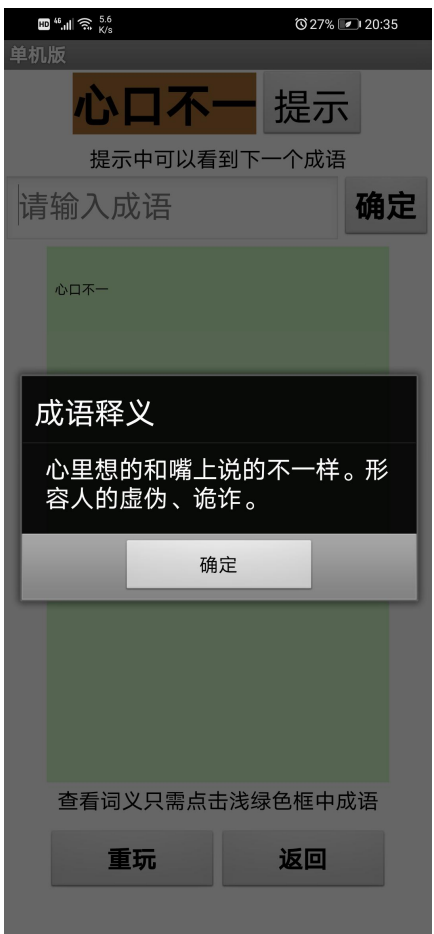 HD 46 5.6 K/s 27% 20:35
单机版
心口不一 提示
提示中可以看到下一个成语
请输入成语 确定
心口不一
成语释义
心里想的和嘴上说的不一样。形
容人的虚伪、诡诈。
确定
查看词义只需点击浅绿色框中成语
重玩 返回